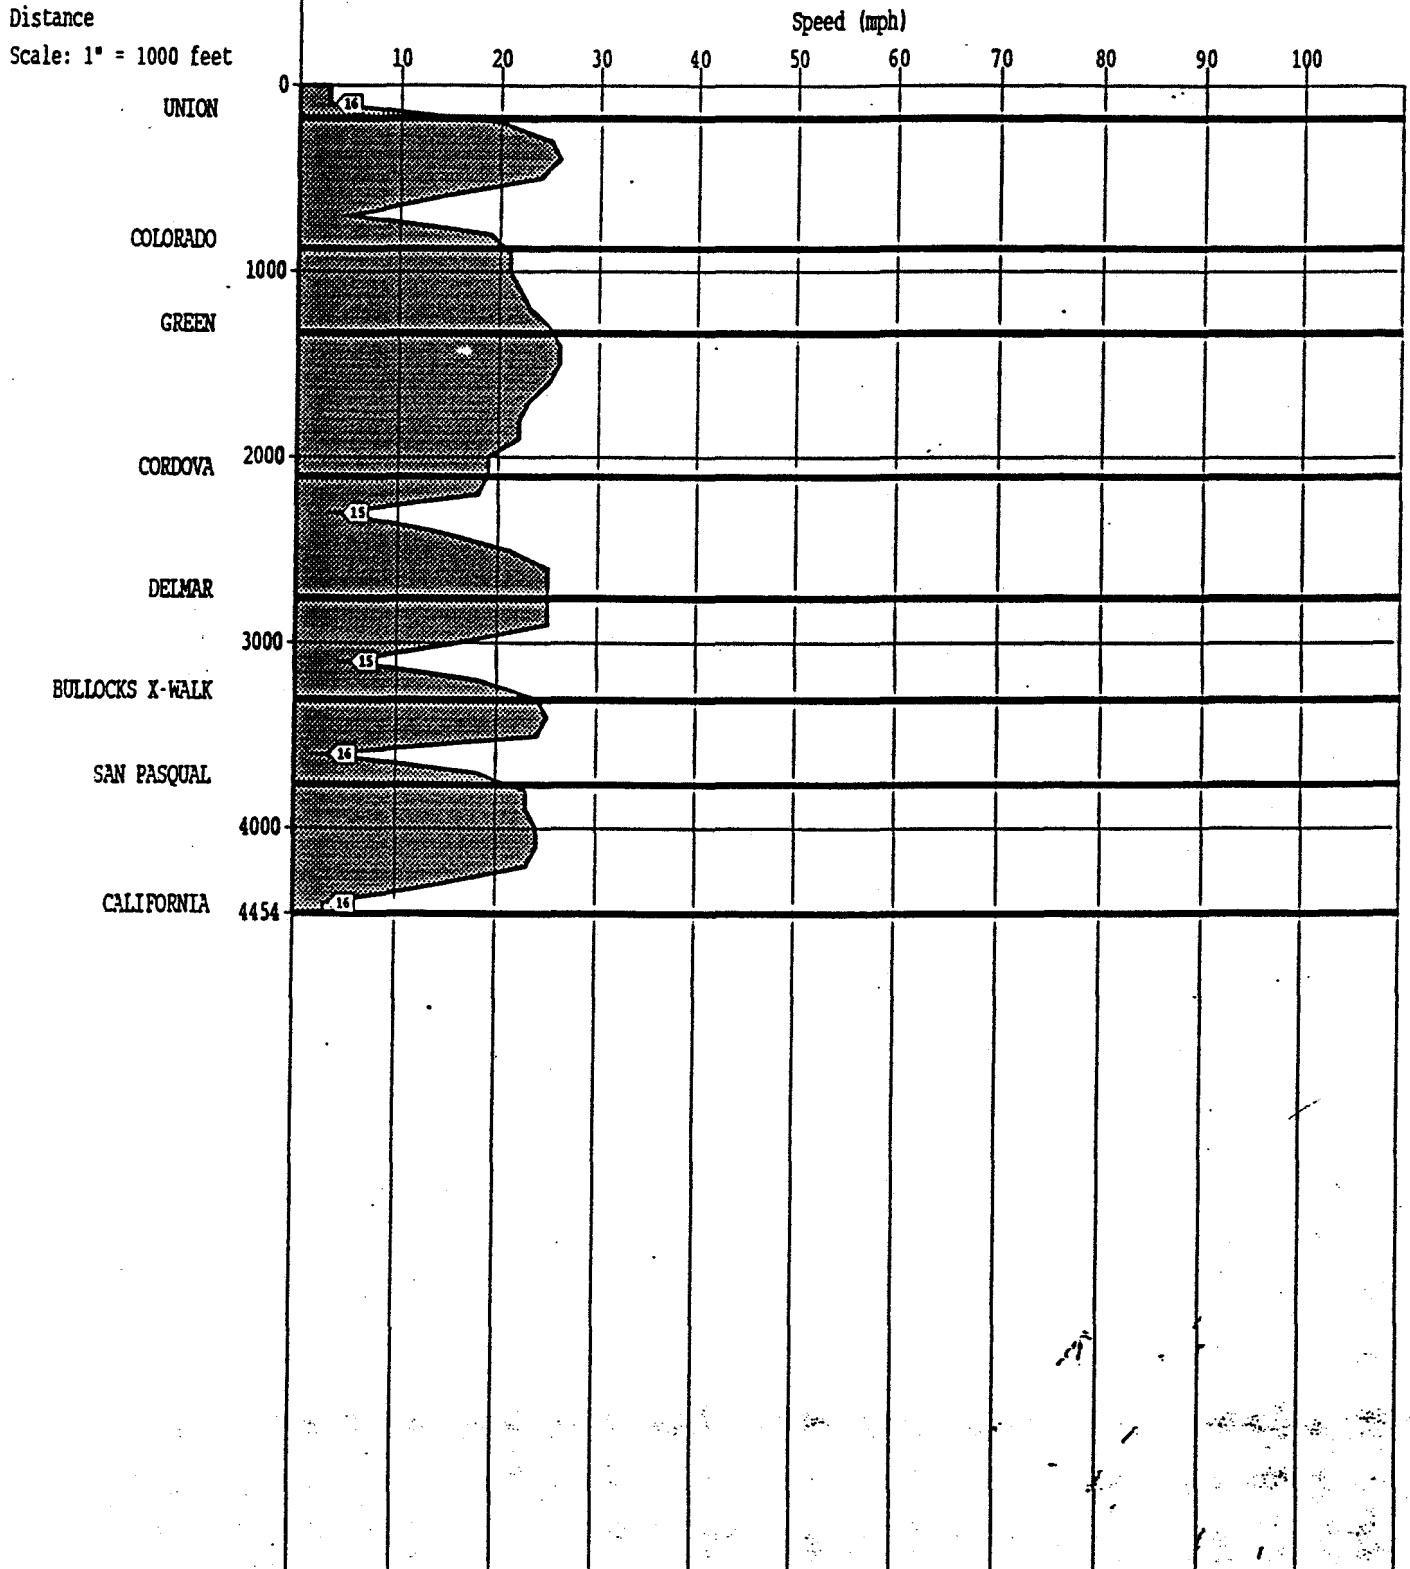 Distance
Speed (mph)
Scale: 1" = 1000 feet
10 20 30 40 50 60 70 80 90 100
0
16
UNION
COLORADO
1000
GREEN
2000
CORDOVA
15
DELMAR
3000
15
BULLOCKS X-WALK
16
SAN PASQUAL
4000
16
CALIFORNIA 4454